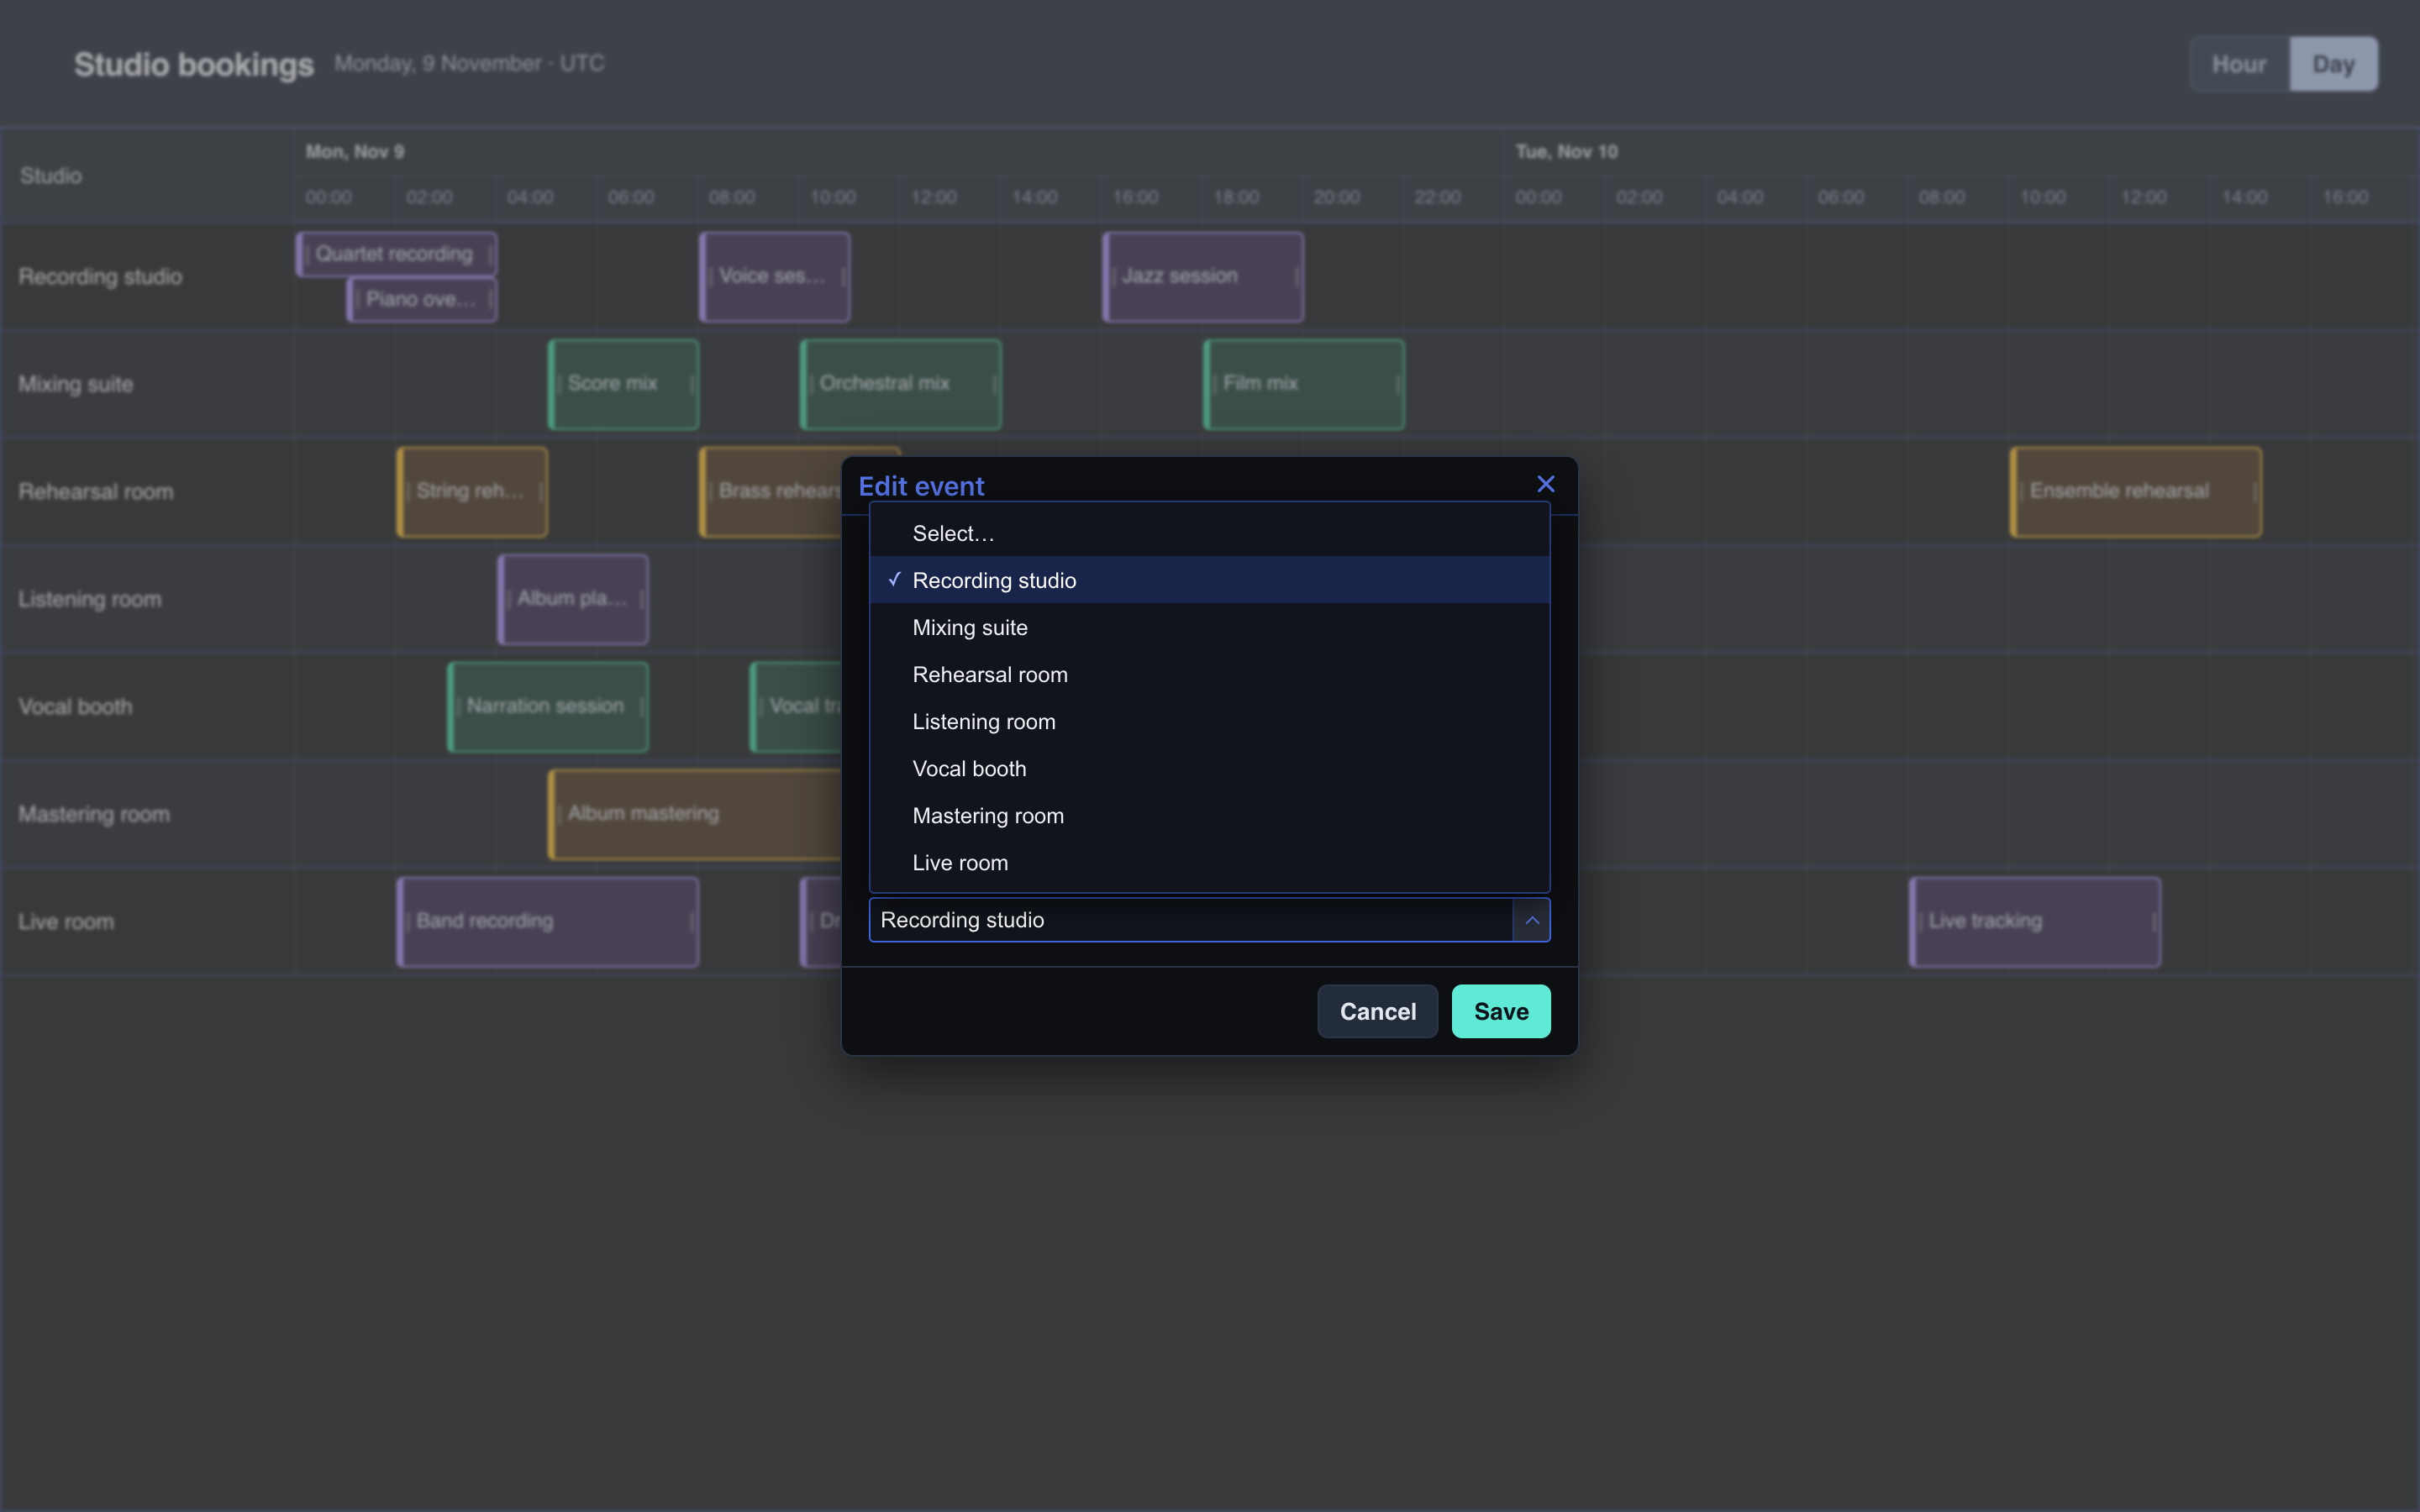 Studio bookings Monday, 9 November · UTC Hour Day
Studio Mon, Nov 9 Tue, Nov 10
00:00 02:00 04:00 06:00 08:00 10:00 12:00 14:00 16:00 18:00 20:00 22:00 00:00 02:00 04:00 06:00 08:00 10:00 12:00 14:00 16:00
Recording studio Quartet recording Voice ses… Jazz session
Piano ove…
Mixing suite Score mix Orchestral mix Film mix
Rehearsal room String reh… Brass rehears Ensemble rehearsal
Listening room Album pla…
Vocal booth Narration session Vocal tra
Mastering room Album mastering
Live room Band recording Dr Live tracking
Edit event
Select…
✓ Recording studio
Mixing suite
Rehearsal room
Listening room
Vocal booth
Mastering room
Live room
Recording studio
Cancel Save